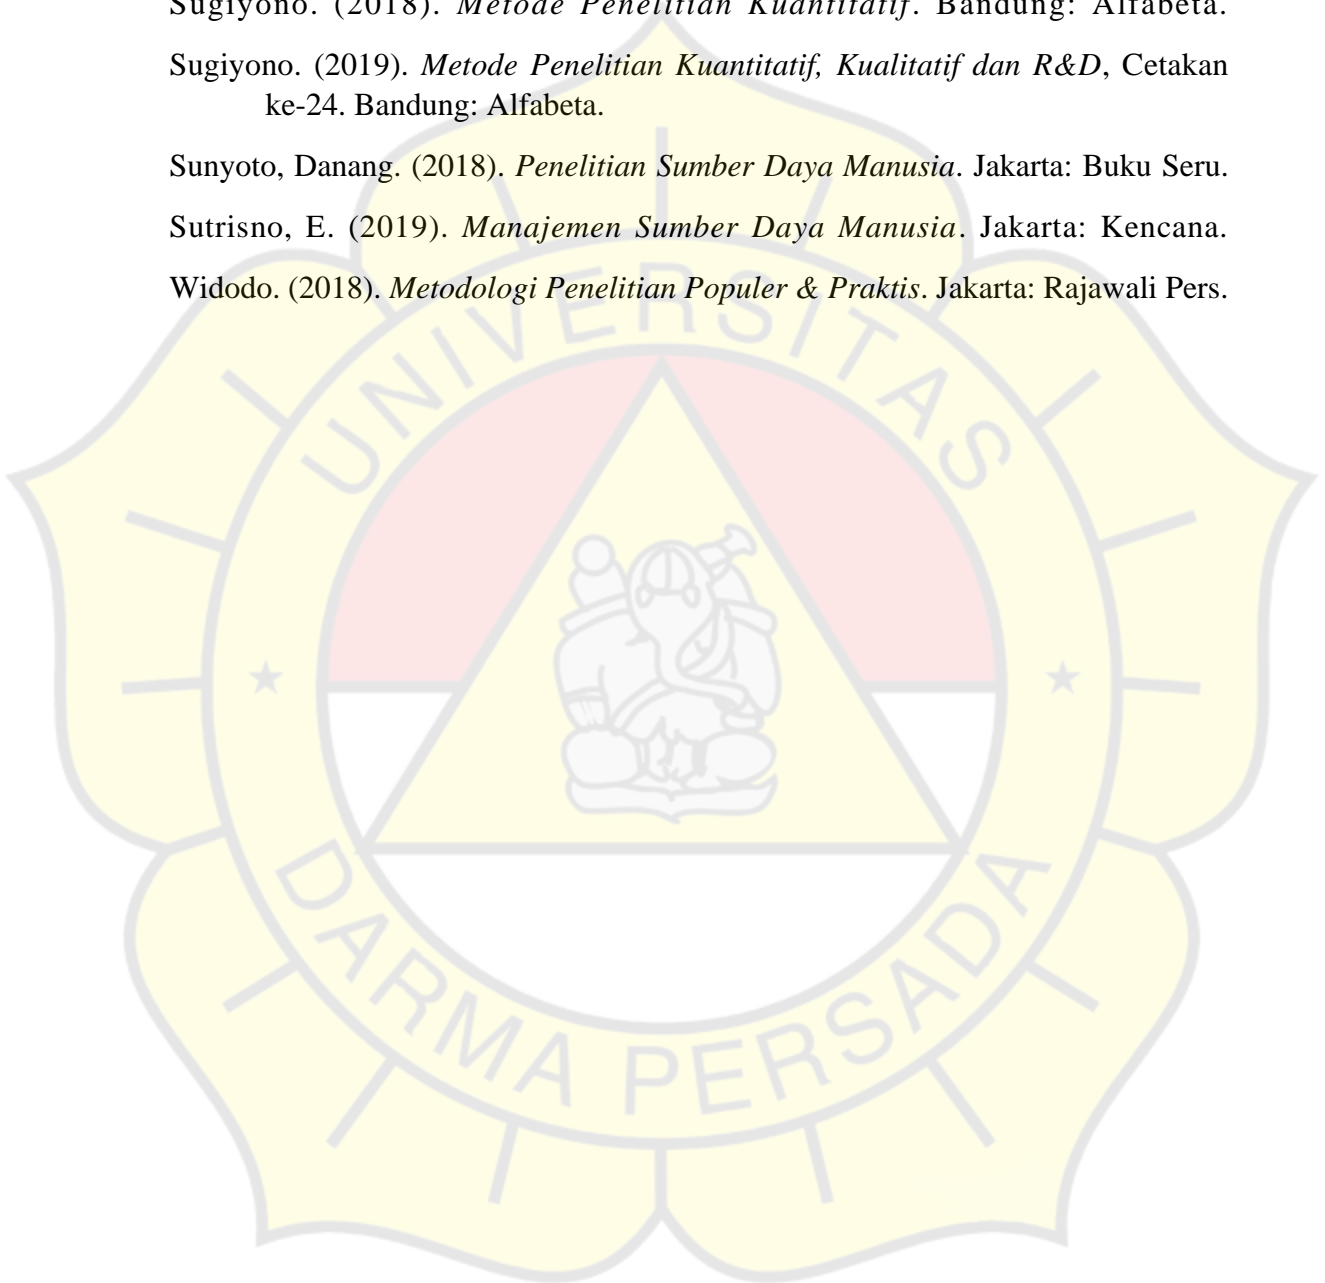 Sugiyono. (2018). Metode Penelitian Kuantitatif. Bandung: Alfabeta.
Sugiyono. (2019). Metode Penelitian Kuantitatif, Kualitatif dan R&D, Cetakan
ke-24. Bandung: Alfabeta.
Sunyoto, Danang. (2018). Penelitian Sumber Daya Manusia. Jakarta: Buku Seru.
Sutrisno, E. (2019). Manajemen Sumber Daya Manusia. Jakarta: Kencana.
Widodo. (2018). Metodologi Penelitian Populer & Praktis. Jakarta: Rajawali Pers.
UNIVERSITAS
DARMA PERSADA